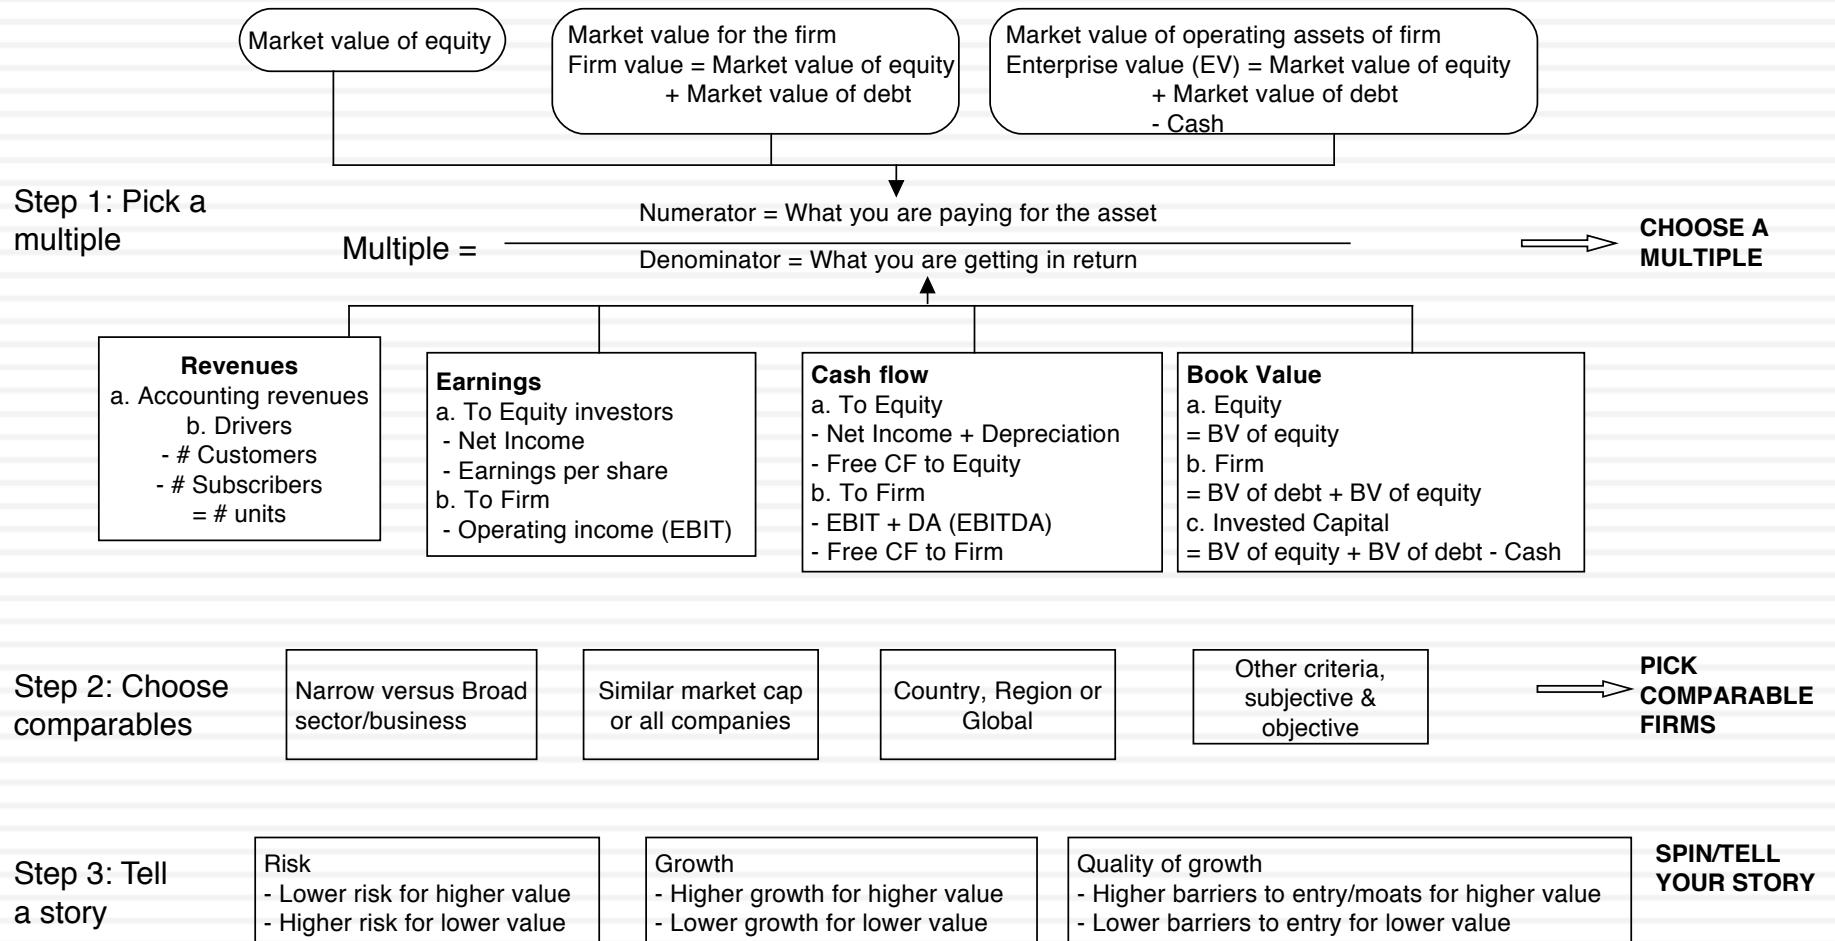 Market value of equity
Market value for the firm
Firm value = Market value of equity
+ Market value of debt
Market value of operating assets of firm
Enterprise value (EV) = Market value of equity
+ Market value of debt
- Cash
Step 1: Pick a
multiple
Multiple =
Numerator = What you are paying for the asset
Denominator = What you are getting in return
CHOOSE A
MULTIPLE
Revenues
a. Accounting revenues
b. Drivers
- # Customers
- # Subscribers
= # units
Earnings
a. To Equity investors
- Net Income
- Earnings per share
b. To Firm
- Operating income (EBIT)
Cash flow
a. To Equity
- Net Income + Depreciation
- Free CF to Equity
b. To Firm
- EBIT + DA (EBITDA)
- Free CF to Firm
Book Value
a. Equity
= BV of equity
b. Firm
= BV of debt + BV of equity
c. Invested Capital
= BV of equity + BV of debt - Cash
Step 2: Choose
comparables
Narrow versus Broad
sector/business
Similar market cap
or all companies
Country, Region or
Global
Other criteria,
subjective &
objective
PICK
COMPARABLE
FIRMS
Step 3: Tell
a story
Risk
- Lower risk for higher value
- Higher risk for lower value
Growth
- Higher growth for higher value
- Lower growth for lower value
Quality of growth
- Higher barriers to entry/moats for higher value
- Lower barriers to entry for lower value
SPIN/TELL
YOUR STORY